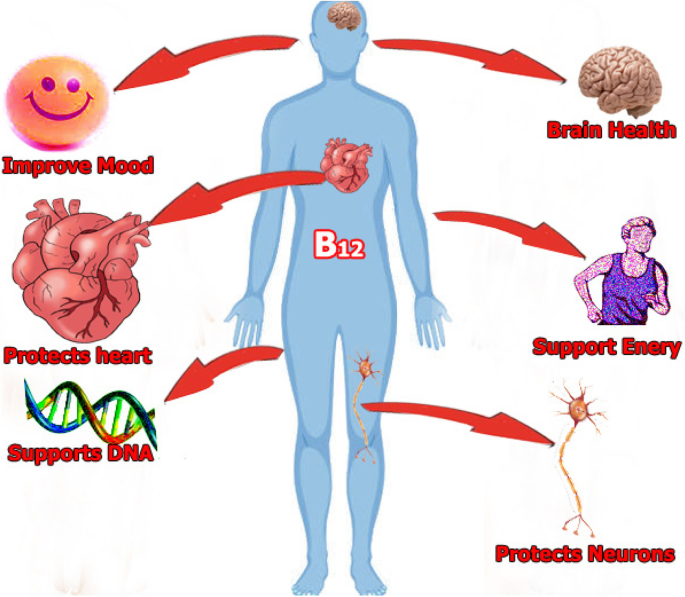 Improve Mood
Brain Health
B12
Protects heart
Support Enery
Supports DNA
Protects Neurons